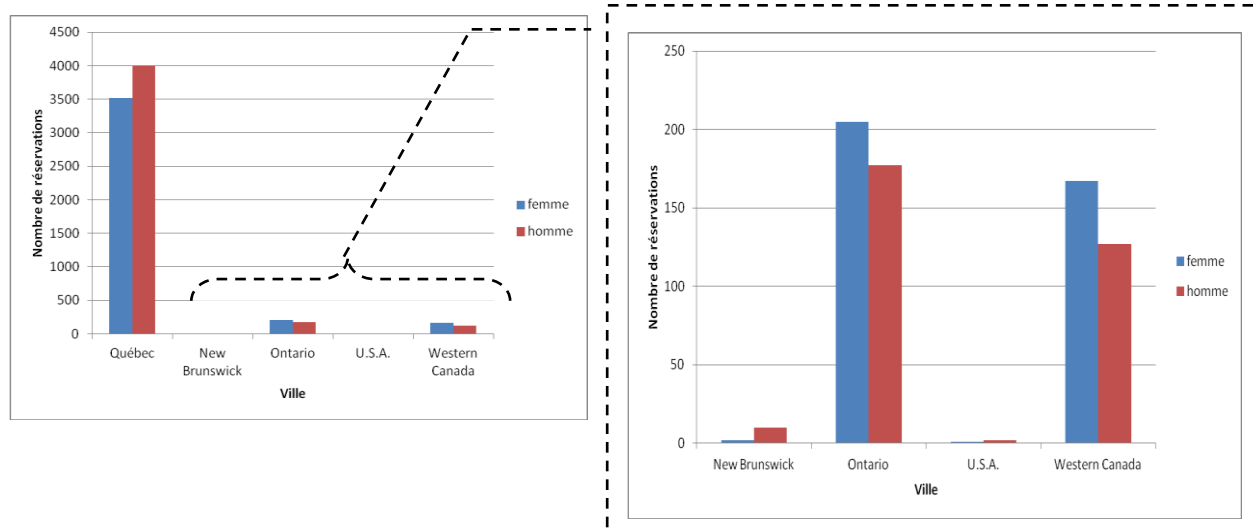 4500
4000
3500
3000
2500
2000
1500
1000
500
0
Nombre de réservations
Québec
New
Brunswick
Ontario
U.S.A.
Western
Canada
Ville
femme
homme
250
200
150
100
50
0
Nombre de réservations
New Brunswick
Ontario
U.S.A.
Western Canada
Ville
femme
homme